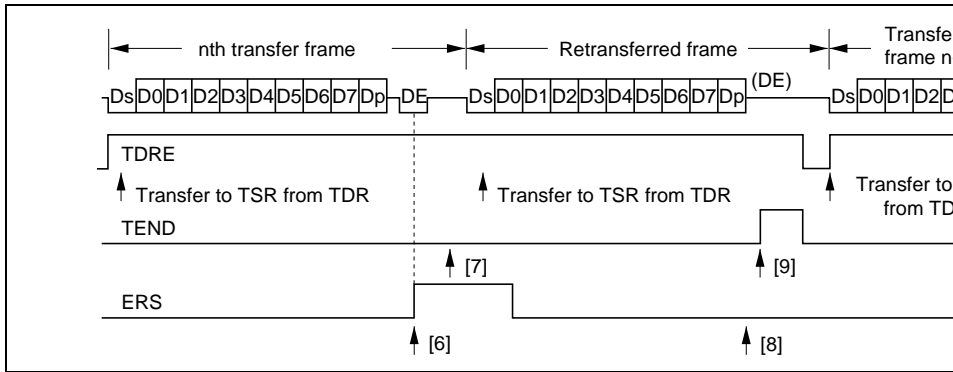 nth transfer frame Retransferred frame Transfe
frame n
Ds D0 D1 D2 D3 D4 D5 D6 D7 Dp DE Ds D0 D1 D2 D3 D4 D5 D6 D7 Dp (DE) Ds D0 D1 D2 D
TDRE
Transfer to TSR from TDR Transfer to TSR from TDR Transfer to
from TD
TEND
[7] [9]
ERS
[6] [8]